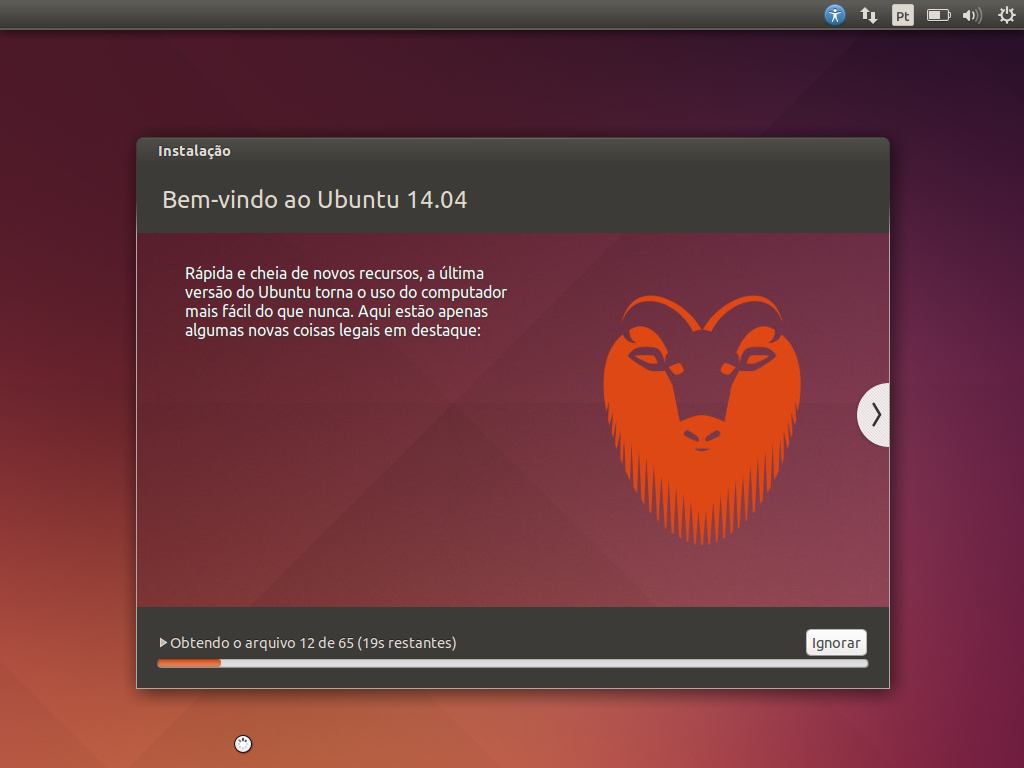 Pt
Instalação
Bem-vindo ao Ubuntu 14.04
Rápida e cheia de novos recursos, a última
versão do Ubuntu torna o uso do computador
mais fácil do que nunca. Aqui estão apenas
algumas novas coisas legais em destaque:
Obtendo o arquivo 12 de 65 (19s restantes)
Ignorar